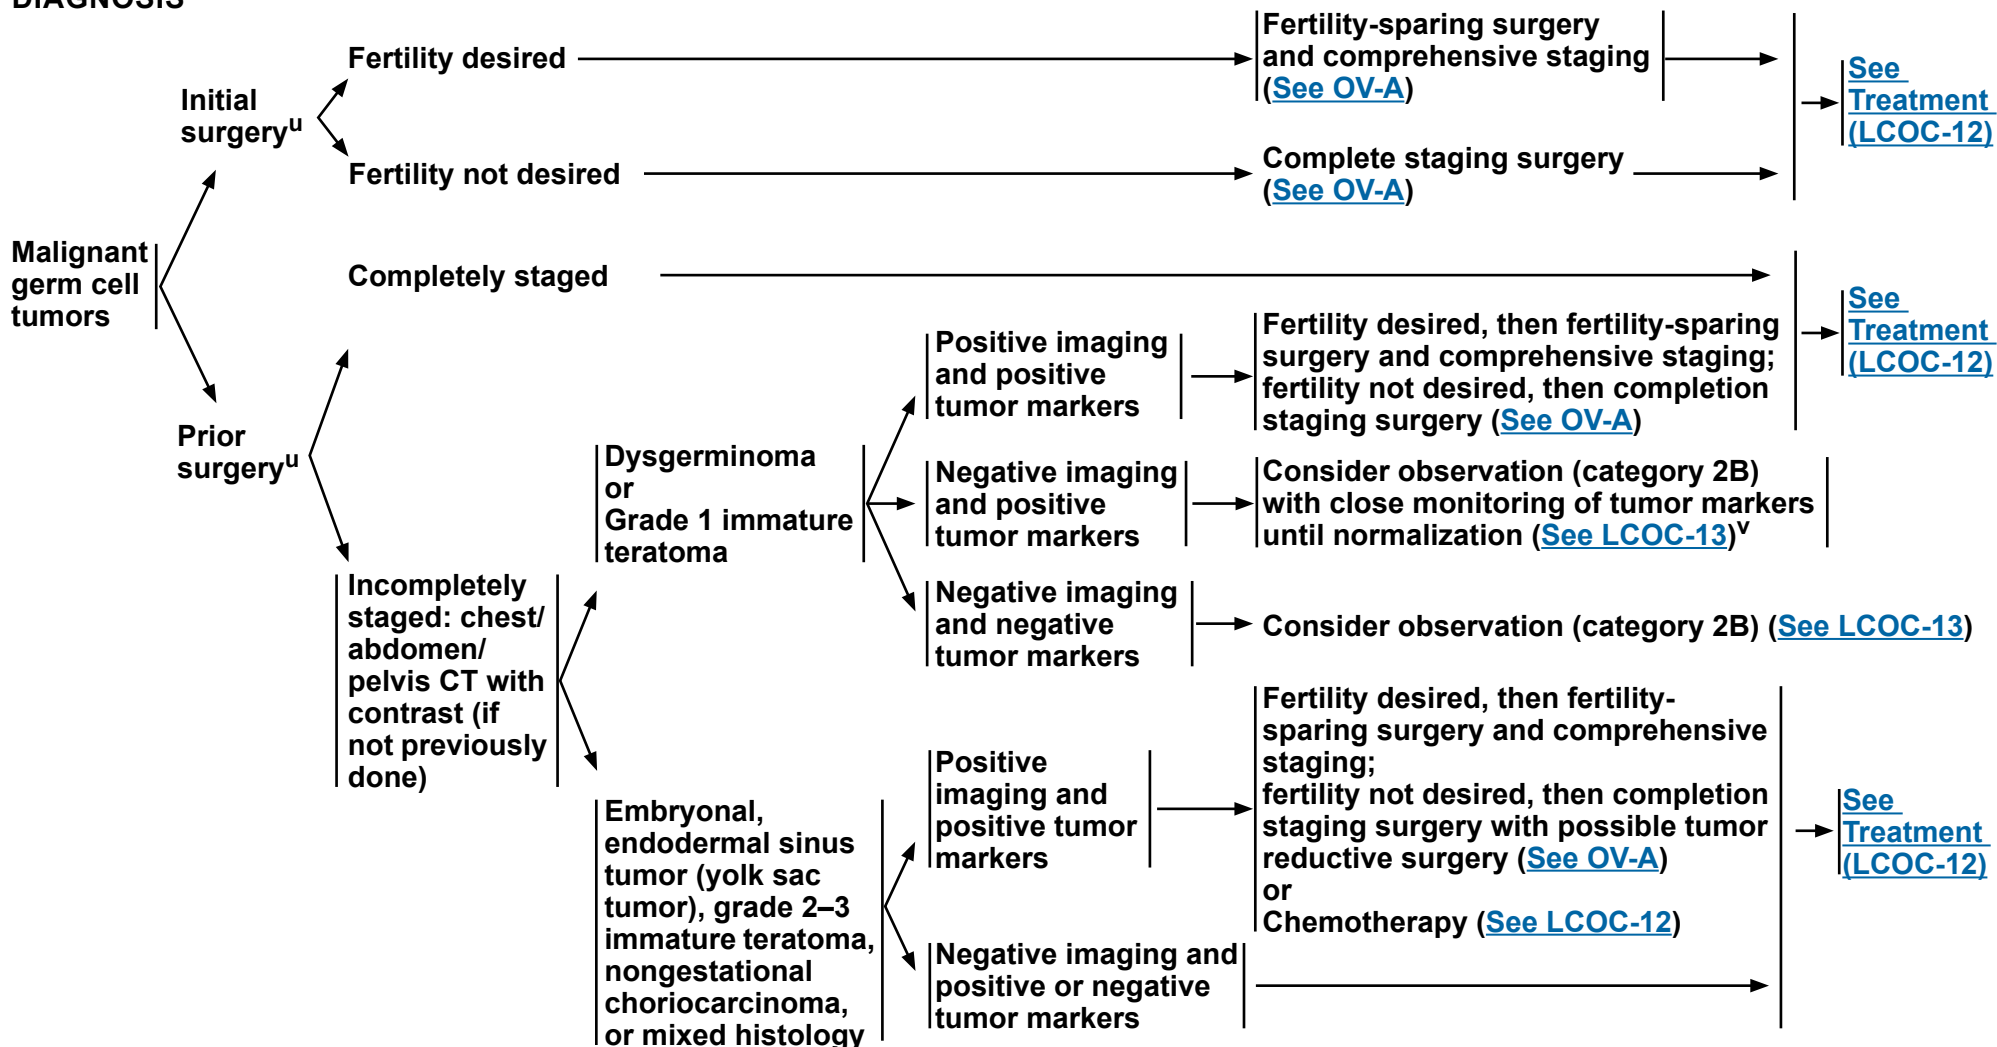 DIAGNOSIS
Initial
surgeryᵘ
Fertility desired
Fertility-sparing surgery
and comprehensive staging
(See OV-A)
Fertility not desired
Complete staging surgery
(See OV-A)
See
Treatment
(LCOC-12)
Malignant
germ cell
tumors
Prior
surgeryᵘ
Completely staged
See
Treatment
(LCOC-12)
Incompletely
staged: chest/
abdomen/
pelvis CT with
contrast (if
not previously
done)
Dysgerminoma
or
Grade 1 immature
teratoma
Positive imaging
and positive
tumor markers
Fertility desired, then fertility-sparing
surgery and comprehensive staging;
fertility not desired, then completion
staging surgery (See OV-A)
Negative imaging
and positive
tumor markers
Consider observation (category 2B)
with close monitoring of tumor markers
until normalization (See LCOC-13)ᵛ
Negative imaging
and negative
tumor markers
Consider observation (category 2B) (See LCOC-13)
Embryonal,
endodermal sinus
tumor (yolk sac
tumor), grade 2–3
immature teratoma,
nongestational
choriocarcinoma,
or mixed histology
Positive
imaging and
positive tumor
markers
Fertility desired, then fertility-
sparing surgery and comprehensive
staging;
fertility not desired, then completion
staging surgery with possible tumor
reductive surgery (See OV-A)
or
Chemotherapy (See LCOC-12)
Negative imaging and
positive or negative
tumor markers
See
Treatment
(LCOC-12)